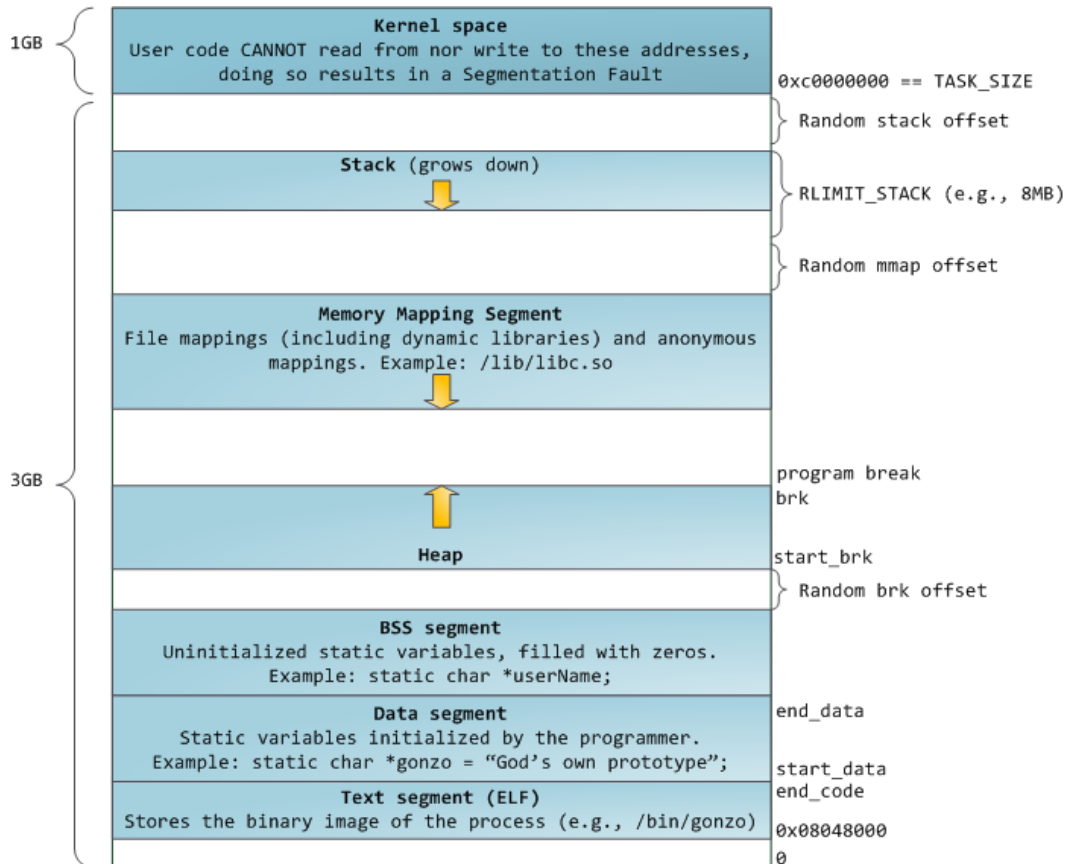 1GB
Kernel space
User code CANNOT read from nor write to these addresses,
doing so results in a Segmentation Fault
0xc0000000 == TASK_SIZE
Random stack offset
Stack (grows down)
RLIMIT_STACK (e.g., 8MB)
Random mmap offset
Memory Mapping Segment
File mappings (including dynamic libraries) and anonymous
mappings. Example: /lib/libc.so
3GB
program break
brk
Heap
start_brk
Random brk offset
BSS segment
Uninitialized static variables, filled with zeros.
Example: static char *userName;
Data segment
end_data
Static variables initialized by the programmer.
Example: static char *gonzo = “God’s own prototype”;
start_data
end_code
Text segment (ELF)
Stores the binary image of the process (e.g., /bin/gonzo)
0x08048000
0